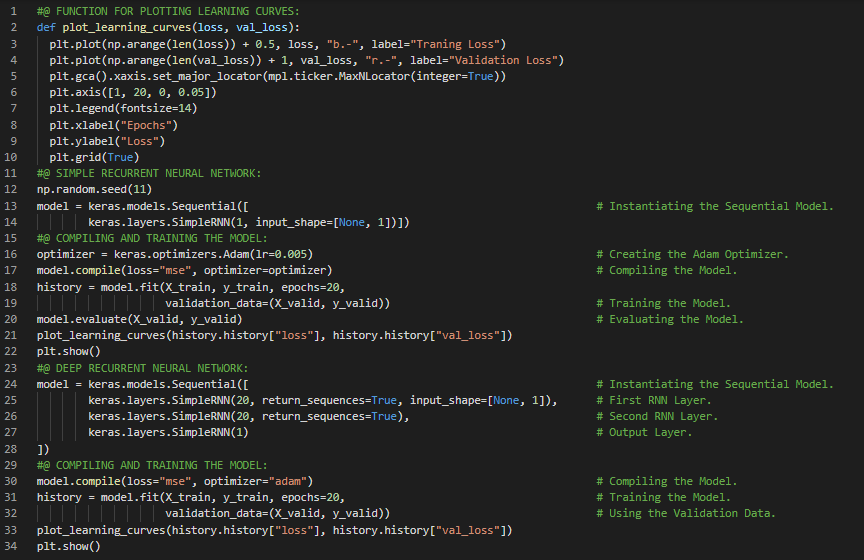 1 #@ FUNCTION FOR PLOTTING LEARNING CURVES:
2 def plot_learning_curves(loss, val_loss):
3   plt.plot(np.arange(len(loss)) + 0.5, loss, "b.-", label="Traning Loss")
4   plt.plot(np.arange(len(val_loss)) + 1, val_loss, "r.-", label="Validation Loss")
5   plt.gca().xaxis.set_major_locator(mpl.ticker.MaxNLocator(integer=True))
6   plt.axis([1, 20, 0, 0.05])
7   plt.legend(fontsize=14)
8   plt.xlabel("Epochs")
9   plt.ylabel("Loss")
10   plt.grid(True)
11 #@ SIMPLE RECURRENT NEURAL NETWORK:
12 np.random.seed(11)
13 model = keras.models.Sequential([ # Instantiating the Sequential Model.
14         keras.layers.SimpleRNN(1, input_shape=[None, 1])])
15 #@ COMPILING AND TRAINING THE MODEL:
16 optimizer = keras.optimizers.Adam(lr=0.005) # Creating the Adam Optimizer.
17 model.compile(loss="mse", optimizer=optimizer) # Compiling the Model.
18 history = model.fit(X_train, y_train, epochs=20,
19                     validation_data=(X_valid, y_valid)) # Training the Model.
20 model.evaluate(X_valid, y_valid) # Evaluating the Model.
21 plot_learning_curves(history.history["loss"], history.history["val_loss"])
22 plt.show()
23 #@ DEEP RECURRENT NEURAL NETWORK:
24 model = keras.models.Sequential([ # Instantiating the Sequential Model.
25         keras.layers.SimpleRNN(20, return_sequences=True, input_shape=[None, 1]), # First RNN Layer.
26         keras.layers.SimpleRNN(20, return_sequences=True), # Second RNN Layer.
27         keras.layers.SimpleRNN(1) # Output Layer.
28 ])
29 #@ COMPILING AND TRAINING THE MODEL:
30 model.compile(loss="mse", optimizer="adam") # Compiling the Model.
31 history = model.fit(X_train, y_train, epochs=20, # Training the Model.
32                     validation_data=(X_valid, y_valid)) # Using the Validation Data.
33 plot_learning_curves(history.history["loss"], history.history["val_loss"])
34 plt.show()